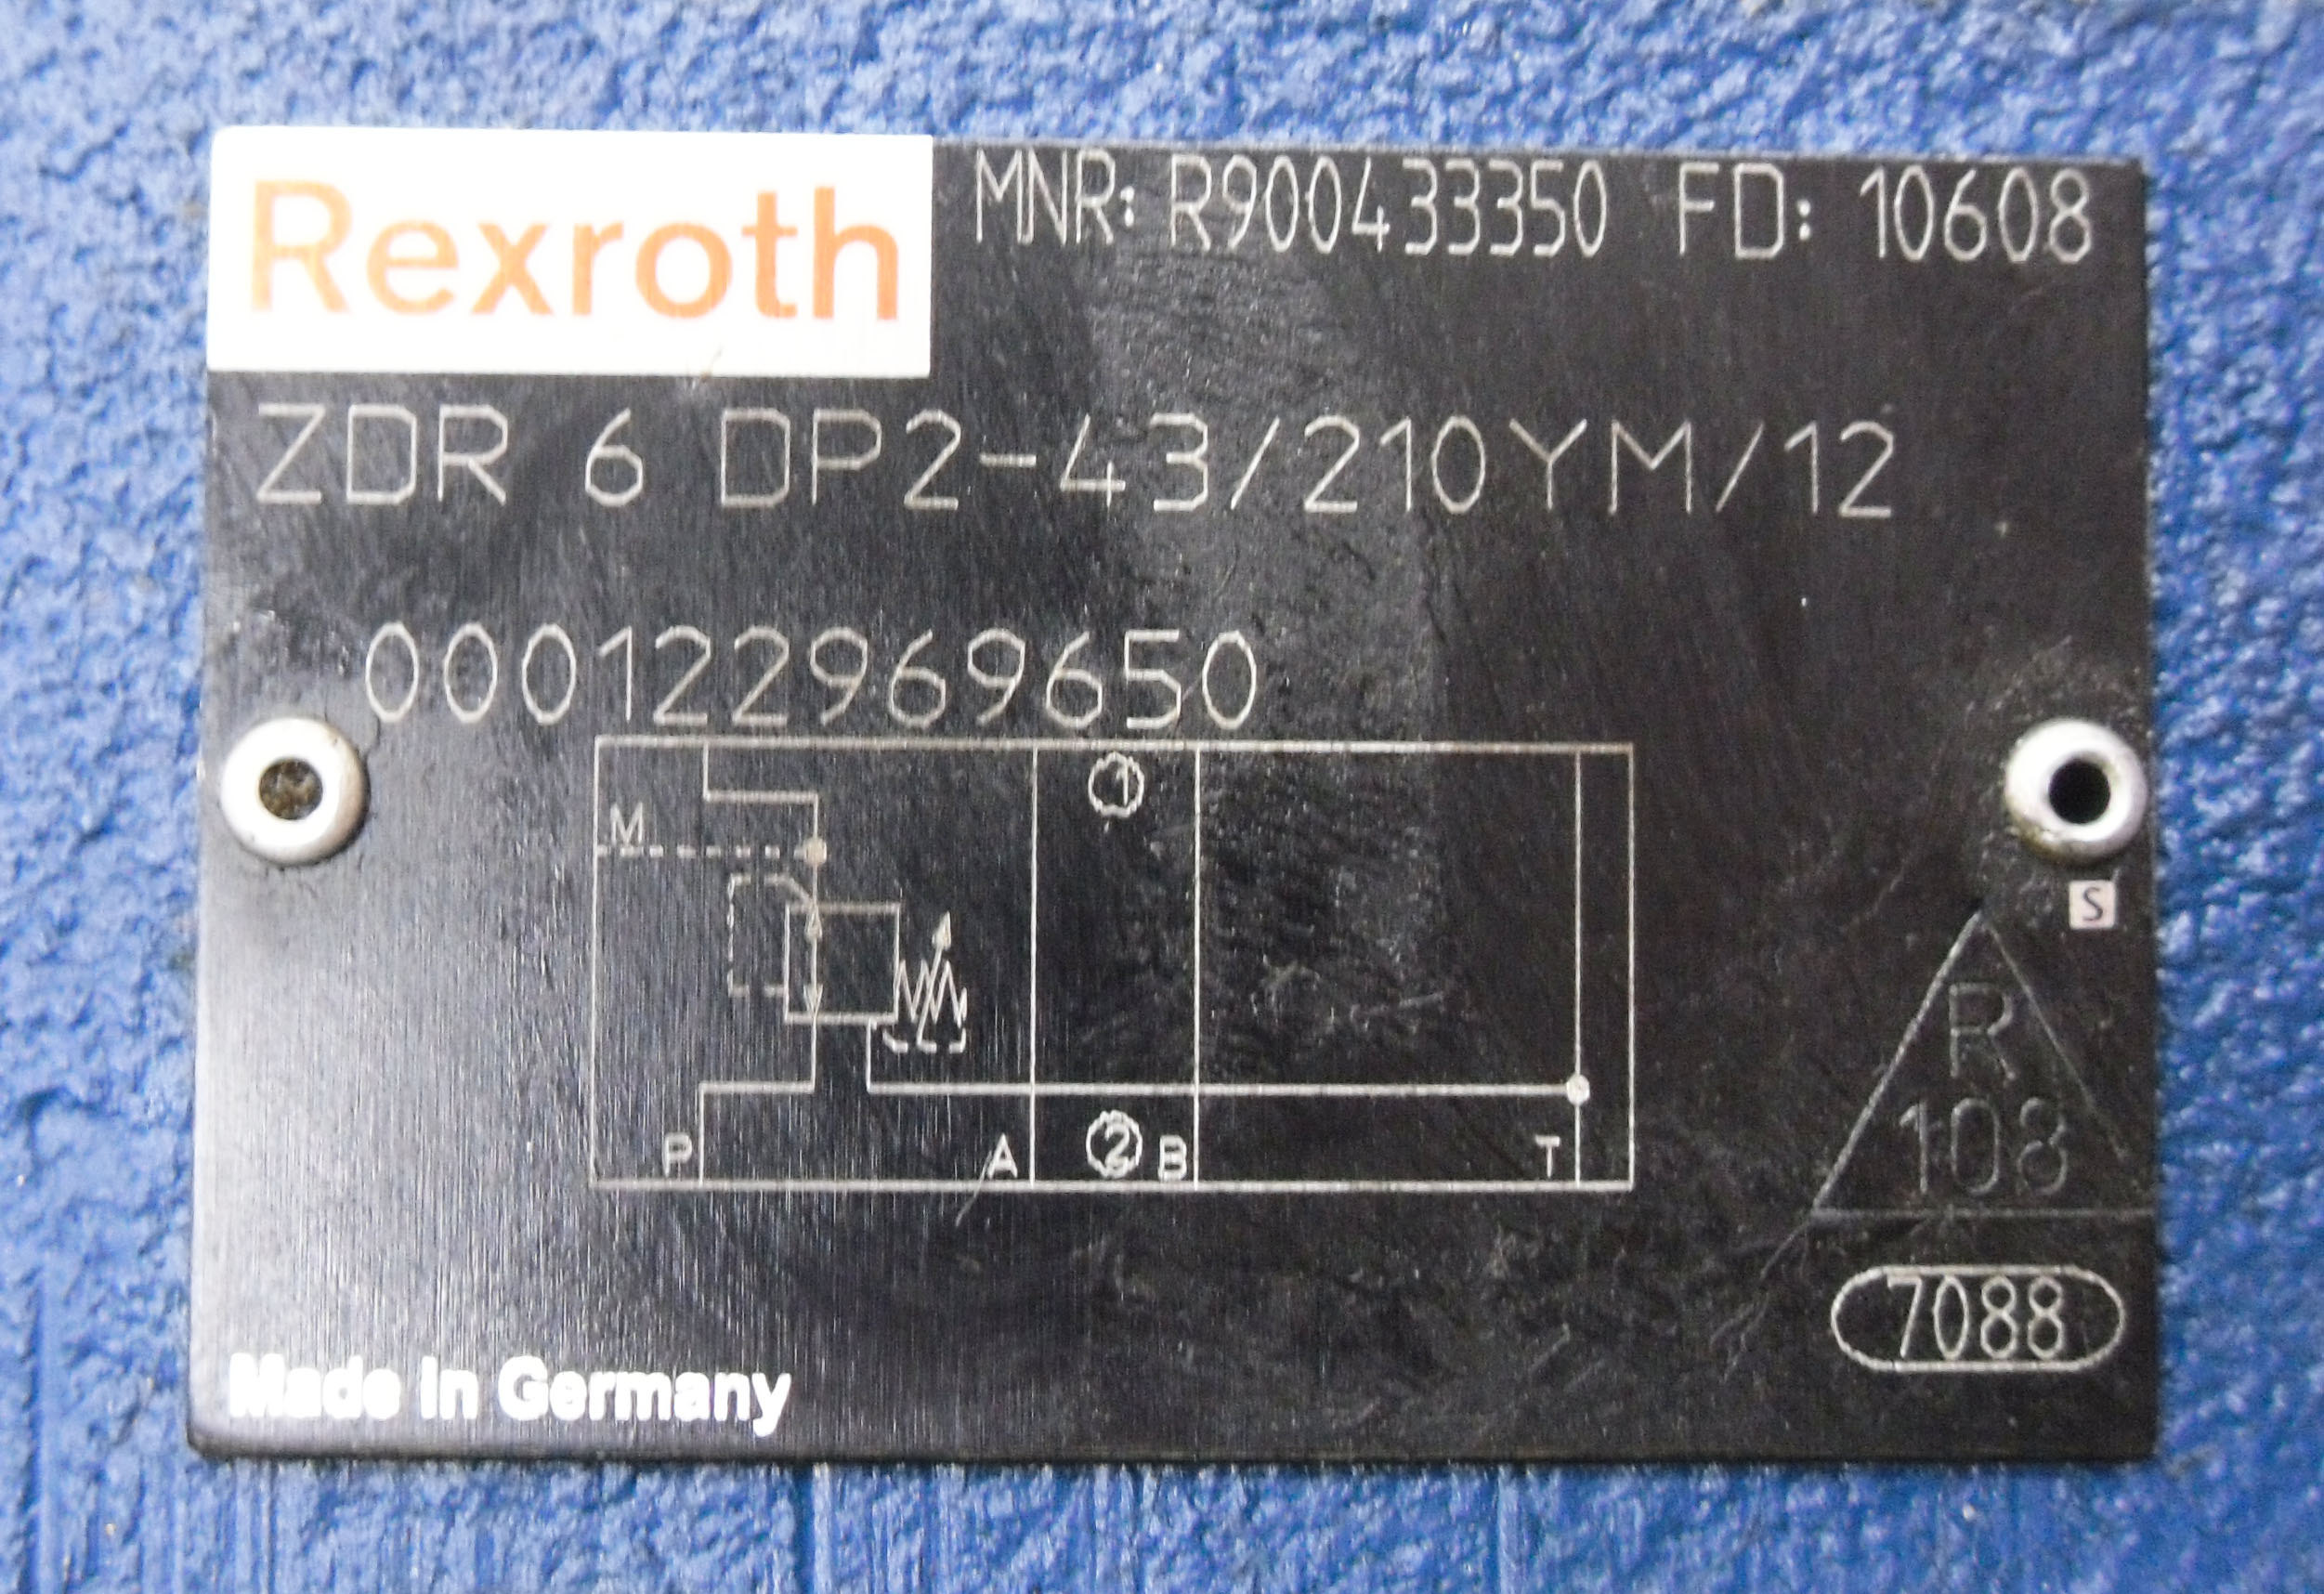 Rexroth
MNR: R900433350 FD: 10608
ZDR 6 DP2-43/210YM/12
000122969650
1
M
S
R
108
P A 2 B T
7088
Made in Germany